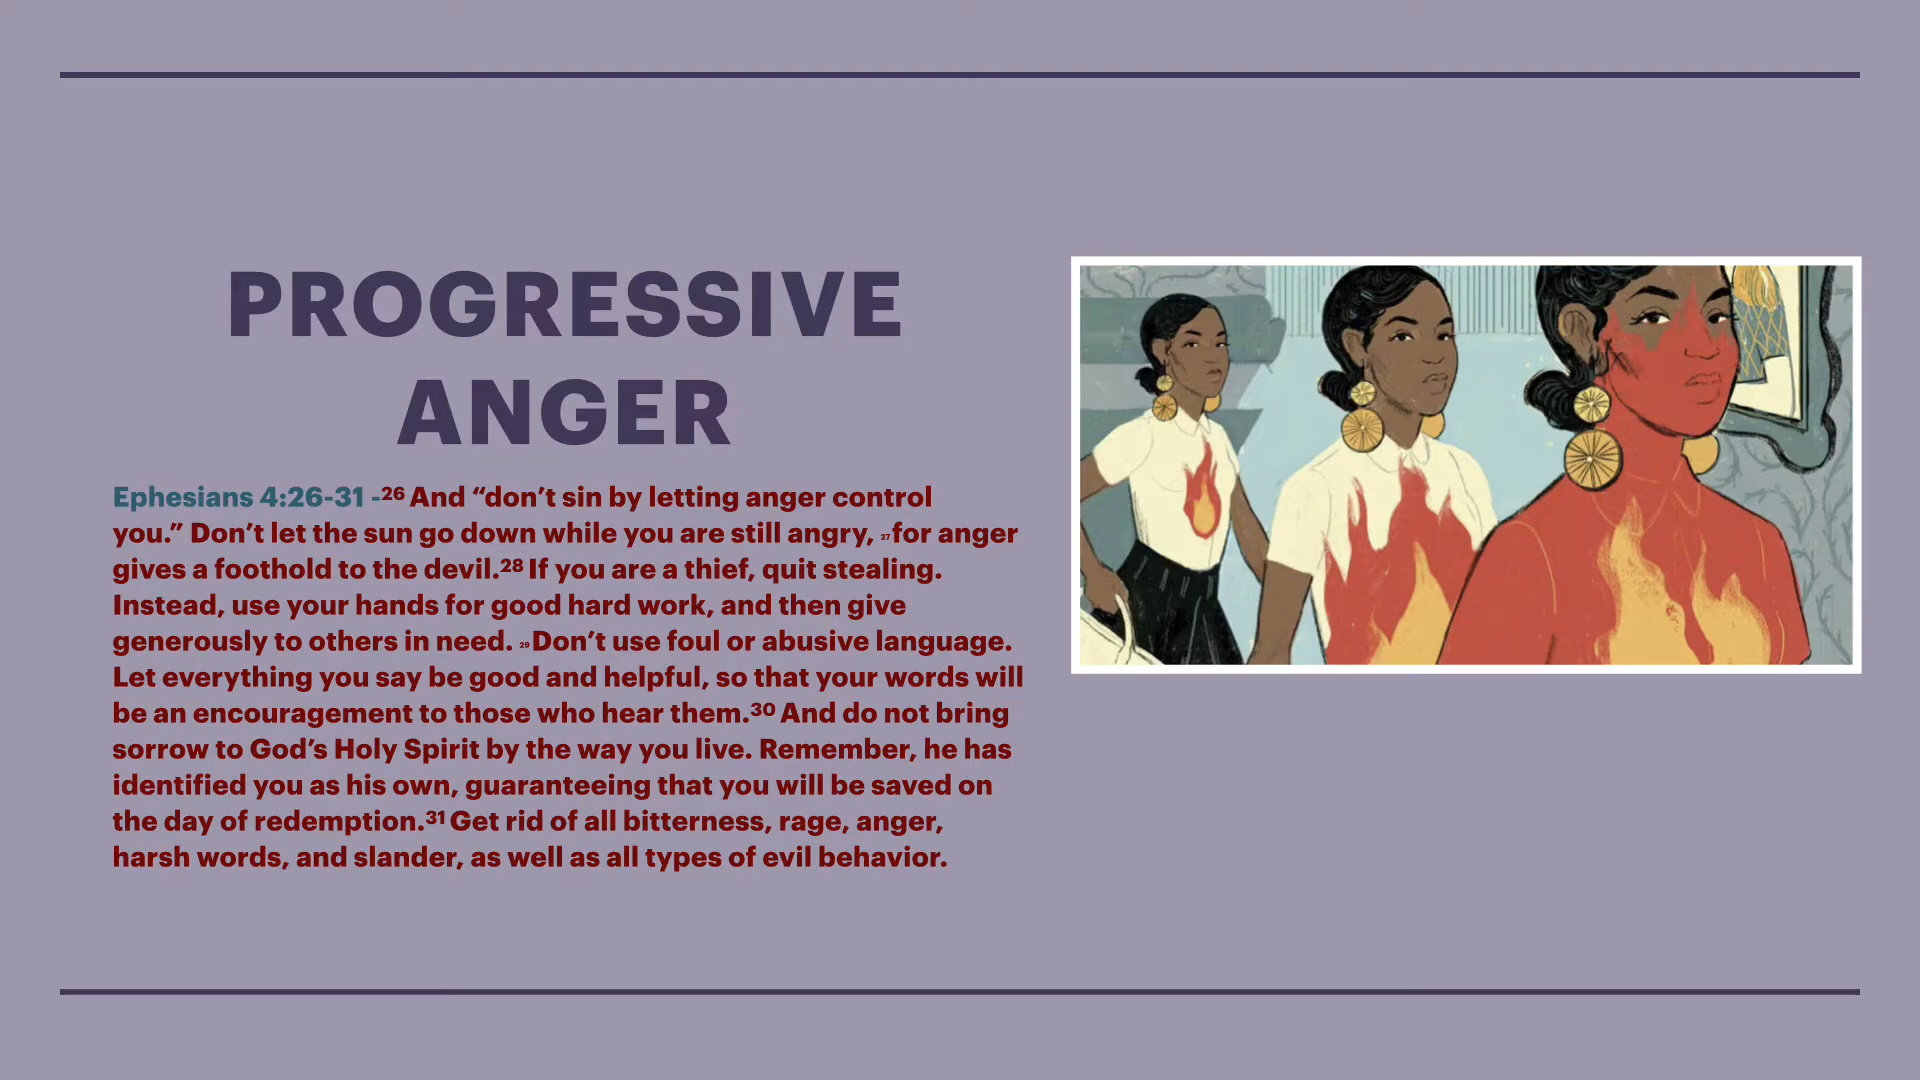 PROGRESSIVE
ANGER
Ephesians 4:26-31 -26 And “don’t sin by letting anger control
you.” Don’t let the sun go down while you are still angry, 27 for anger
gives a foothold to the devil.28 If you are a thief, quit stealing.
Instead, use your hands for good hard work, and then give
generously to others in need. 29 Don’t use foul or abusive language.
Let everything you say be good and helpful, so that your words will
be an encouragement to those who hear them.30 And do not bring
sorrow to God’s Holy Spirit by the way you live. Remember, he has
identified you as his own, guaranteeing that you will be saved on
the day of redemption.31 Get rid of all bitterness, rage, anger,
harsh words, and slander, as well as all types of evil behavior.